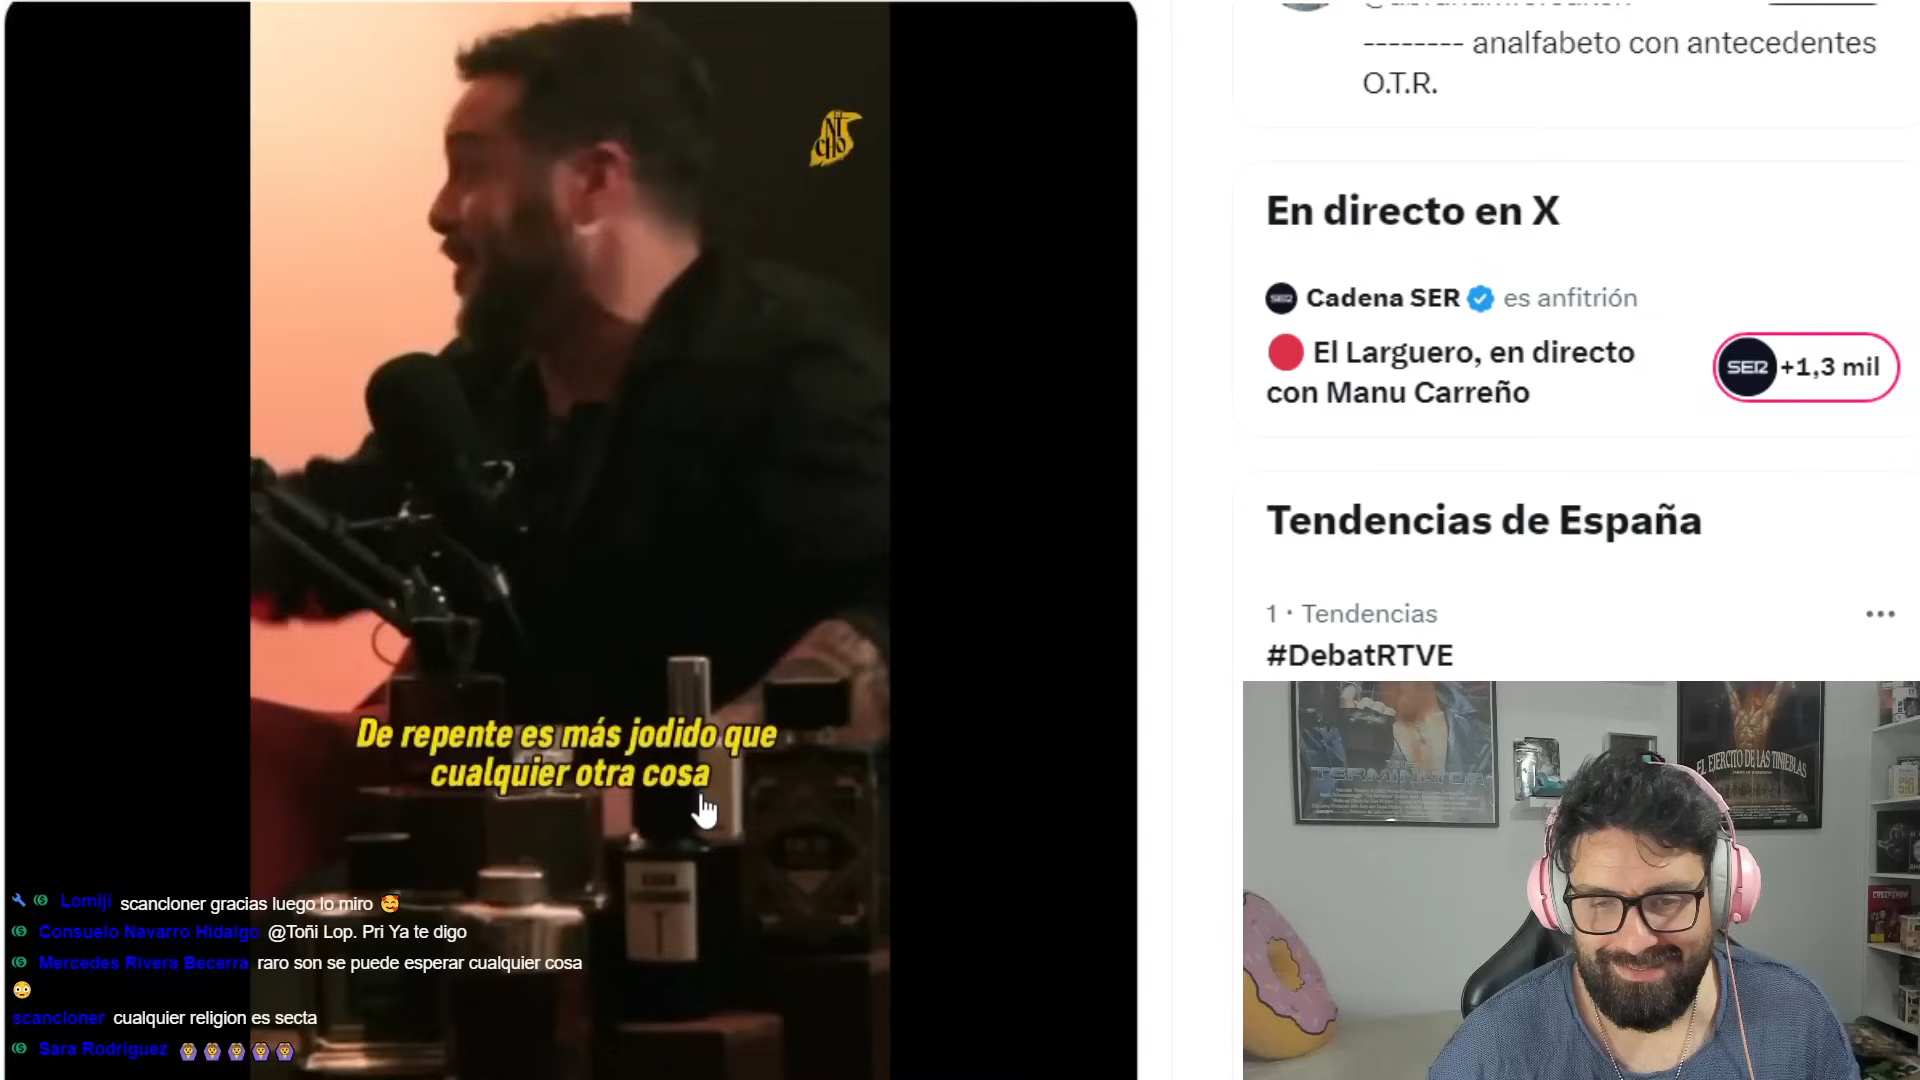 -------- analfabeto con antecedentes
O.T.R.
En directo en X
Cadena SER es anfitrión
El Larguero, en directo
con Manu Carreño
SER
+1,3 mil
Tendencias de España
1 · Tendencias
#DebatRTVE
De repente es más jodido que
cualquier otra cosa
Lomiji scancloner gracias luego lo miro 🥰
Consuelo Navarro Hidalgo @Toñi Lop. Pri Ya te digo
Mercedes Rivera Becerra raro son se puede esperar cualquier cosa
😳
scancloner cualquier religion es secta
Sara Rodriguez 🙆‍♀️🙆‍♀️🙆‍♀️🙆‍♀️🙆‍♀️
THE
TERMINATOR
EL EJERCITO DE LAS TINIEBLAS
CREEPSHOW